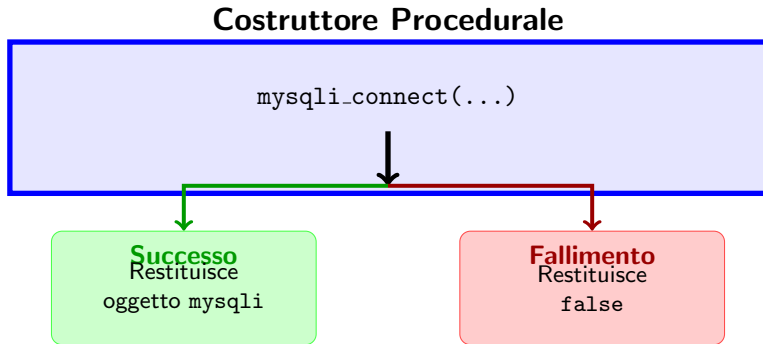 Costruttore Procedurale
mysqli_connect(...)
Successo
Restituisce
oggetto mysqli
Fallimento
Restituisce
false